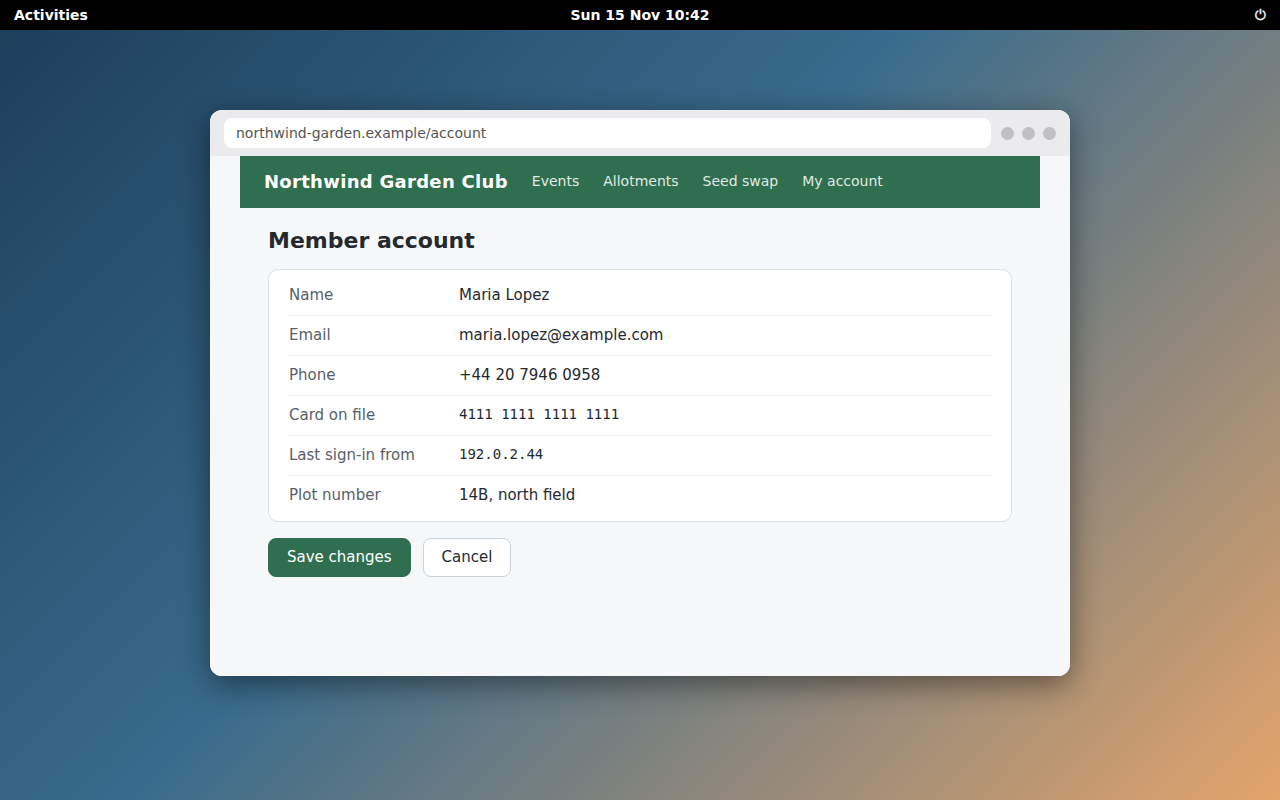 Activities Sun 15 Nov 10:42
northwind-garden.example/account
Northwind Garden Club Events Allotments Seed swap My account
Member account
Name Maria Lopez
Email maria.lopez@example.com
Phone +44 20 7946 0958
Card on file 4111 1111 1111 1111
Last sign-in from 192.0.2.44
Plot number 14B, north field
Save changes Cancel